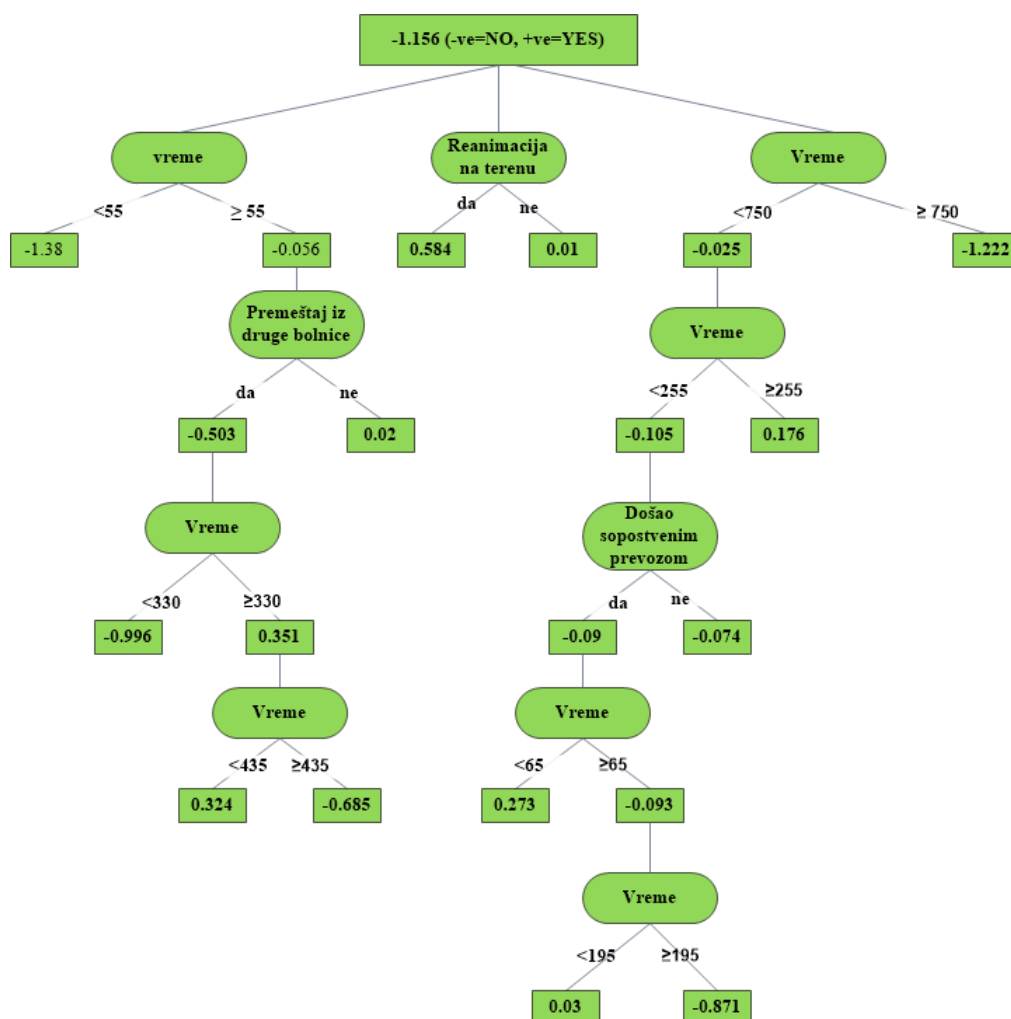 -1.156 (-ve=NO, +ve=YES)
vreme
Reanimacija
na terenu
Vreme
<55
≥ 55
da
ne
<750
≥ 750
-1.38
-0.056
0.584
0.01
-0.025
-1.222
Premeštaj iz
druge bolnice
Vreme
da
ne
<255
≥255
-0.503
0.02
-0.105
0.176
Vreme
Došao
sopostvenim
prevozom
<330
≥330
da
ne
-0.996
0.351
-0.09
-0.074
Vreme
Vreme
<435
≥435
<65
≥65
0.324
-0.685
0.273
-0.093
Vreme
<195
≥195
0.03
-0.871